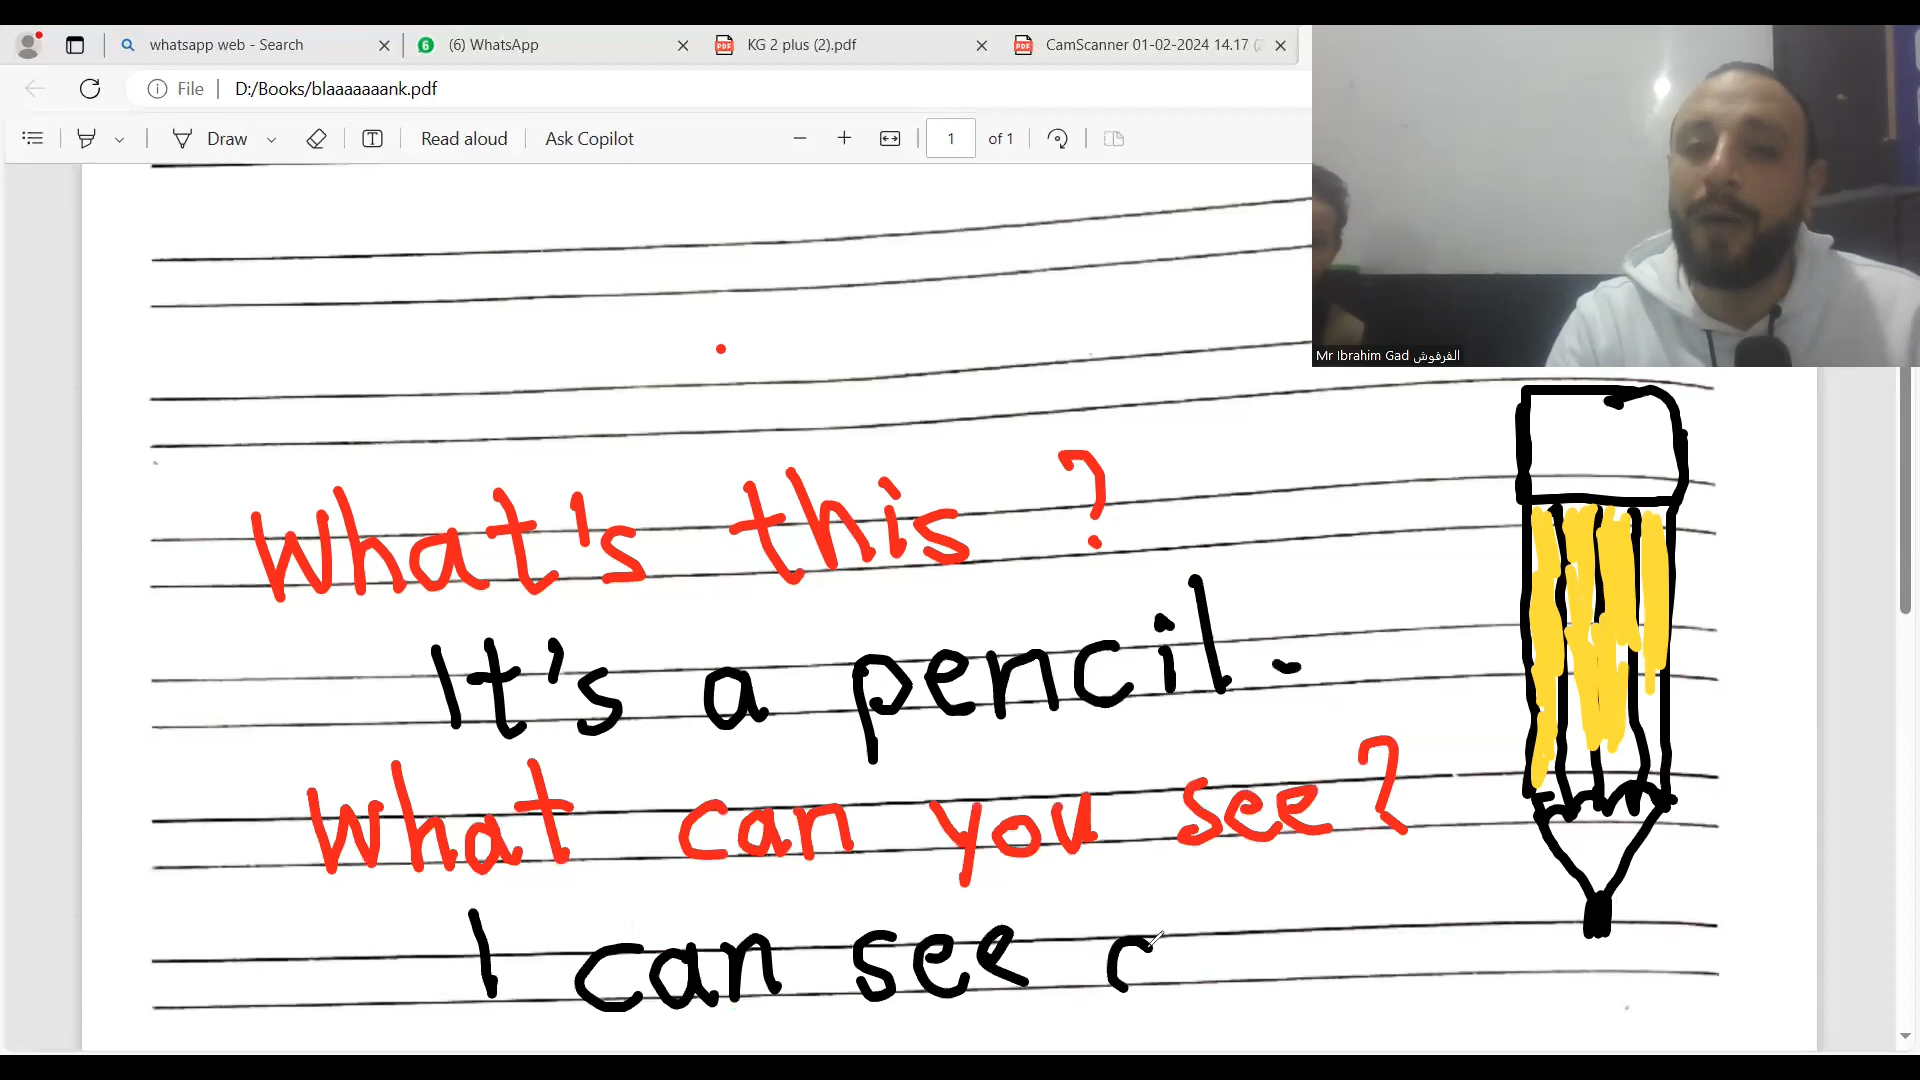 whatsapp web - Search
(6) WhatsApp
KG 2 plus (2).pdf
CamScanner 01-02-2024 14.17 (2
File
D:/Books/blaaaaaaank.pdf
Draw
Read aloud
Ask Copilot
1 of 1
Mr Ibrahim Gad الفرفوش
What's this ?
It's a pencil.
What can you see?
I can see